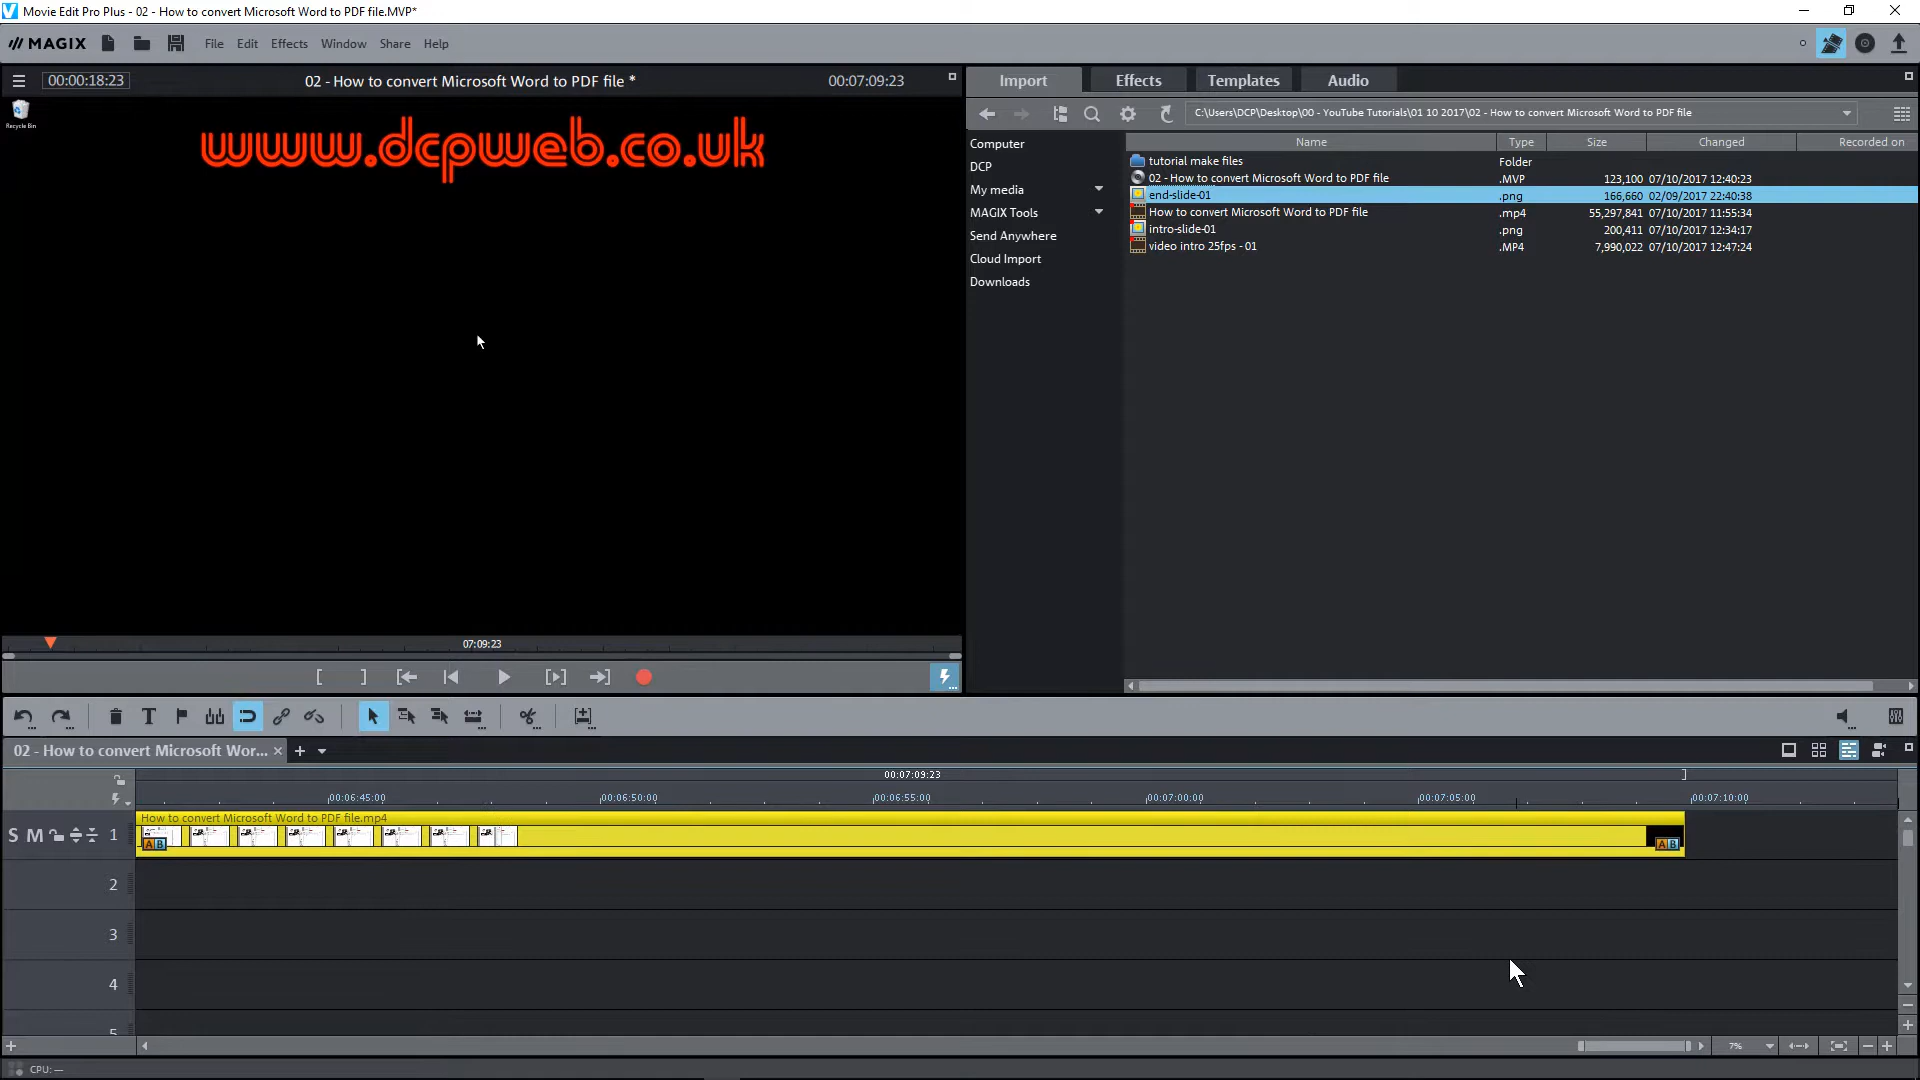 Movie Edit Pro Plus - 02 - How to convert Microsoft Word to PDF file.MVP*
MAGIX File Edit Effects Window Share Help
00:00:18:23 02 - How to convert Microsoft Word to PDF file * 00:07:09:23
Recycle Bin
www.dcpweb.co.uk
07:09:23
Import Effects Templates Audio
C:\Users\DCP\Desktop\00 - YouTube Tutorials\01 10 2017\02 - How to convert Microsoft Word to PDF file
Computer
DCP
My media
MAGIX Tools
Send Anywhere
Cloud Import
Downloads
Name Type Size Changed Recorded on
tutorial make files Folder
02 - How to convert Microsoft Word to PDF file .MVP 123,100 07/10/2017 12:40:23
end-slide-01 .png 166,660 02/09/2017 22:40:38
How to convert Microsoft Word to PDF file .mp4 55,297,841 07/10/2017 11:55:34
intro-slide-01 .png 200,411 07/10/2017 12:34:17
video intro 25fps - 01 .MP4 7,990,022 07/10/2017 12:47:24
02 - How to convert Microsoft Wor...
00:07:09:23
00:06:45:00 00:06:50:00 00:06:55:00 00:07:00:00 00:07:05:00 00:07:10:00
How to convert Microsoft Word to PDF file.mp4
S M 1
A B A B
2
3
4
5
7%
CPU: —